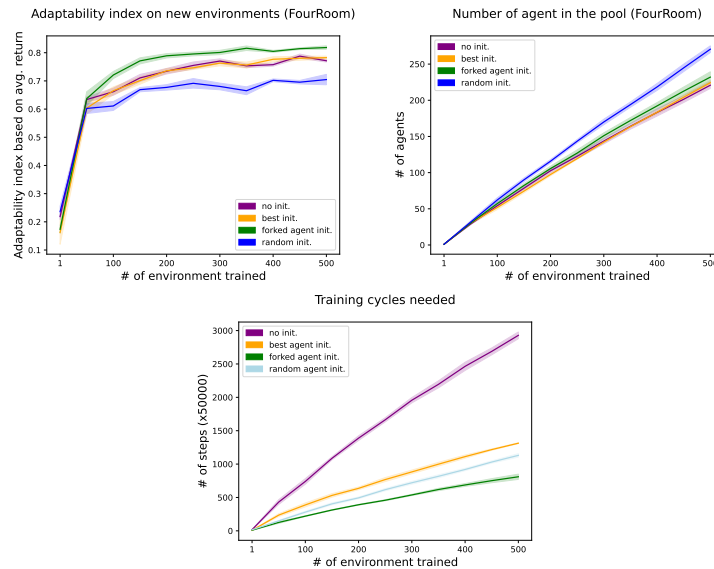 Adaptability index on new environments (FourRoom)
Adaptability index based on avg. return
0.8
0.7
0.6
0.5
0.4
0.3
0.2
0.1
no init.
best init.
forked agent init.
random init.
1 100 200 300 400 500
# of environment trained
Number of agent in the pool (FourRoom)
# of agents
250
200
150
100
50
0
no init.
best init.
forked agent init.
random init.
1 100 200 300 400 500
# of environment trained
Training cycles needed
# of steps (x50000)
3000
2500
2000
1500
1000
500
0
no init.
best agent init.
forked agent init.
random agent init.
1 100 200 300 400 500
# of environment trained